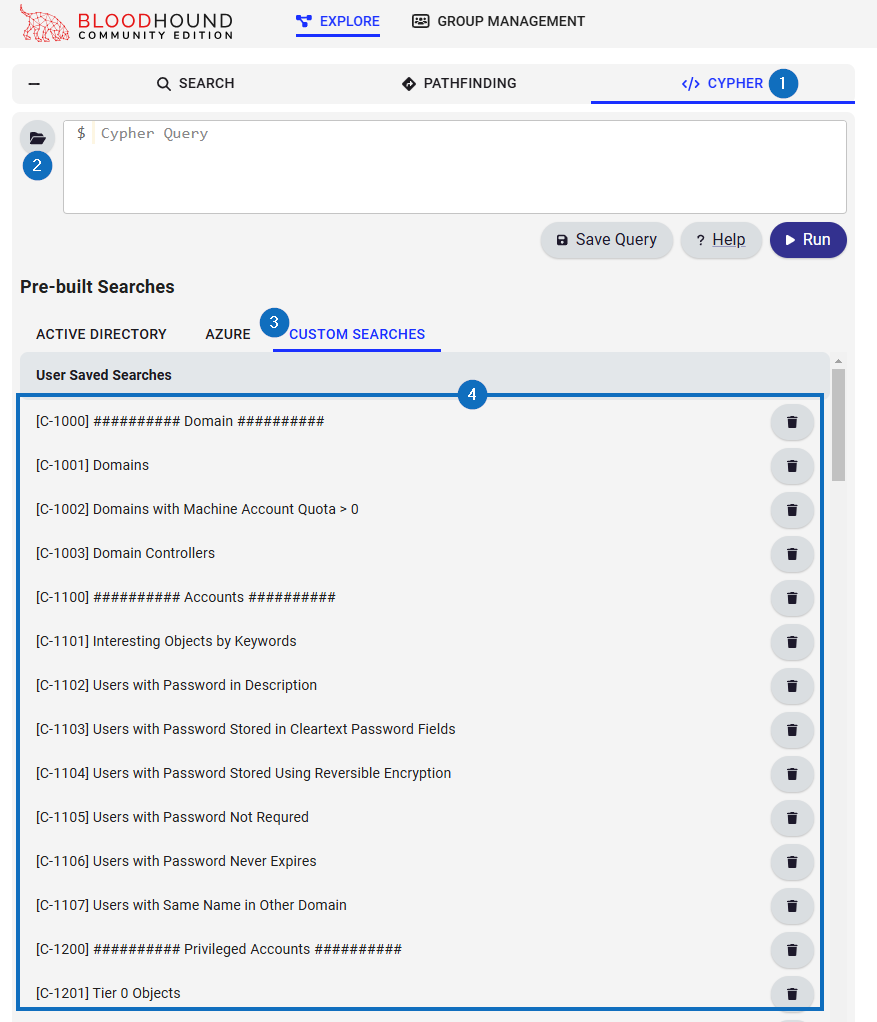 BLOODHOUND
COMMUNITY EDITION
EXPLORE
GROUP MANAGEMENT
SEARCH
PATHFINDING
</> CYPHER
1
$ Cypher Query
2
Save Query
? Help
Run
Pre-built Searches
ACTIVE DIRECTORY
AZURE
3
CUSTOM SEARCHES
User Saved Searches
4
[C-1000] ########## Domain ##########
[C-1001] Domains
[C-1002] Domains with Machine Account Quota > 0
[C-1003] Domain Controllers
[C-1100] ########## Accounts ##########
[C-1101] Interesting Objects by Keywords
[C-1102] Users with Password in Description
[C-1103] Users with Password Stored in Cleartext Password Fields
[C-1104] Users with Password Stored Using Reversible Encryption
[C-1105] Users with Password Not Requred
[C-1106] Users with Password Never Expires
[C-1107] Users with Same Name in Other Domain
[C-1200] ########## Privileged Accounts ##########
[C-1201] Tier 0 Objects